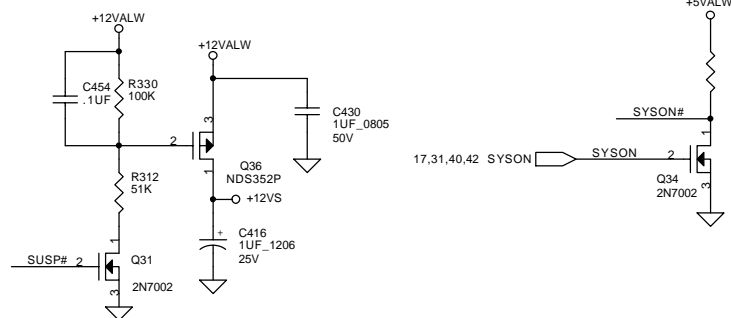 +12VALW
C454
.1UF
R330
100K
R312
51K
SUSP#
2
1
3
Q31
2N7002
+12VALW
3
2
1
Q36
NDS352P
+12VS
C430
1UF_0805
50V
+
C416
1UF_1206
25V
+5VALW
SYSON#
17,31,40,42 SYSON
SYSON
2
1
3
Q34
2N7002